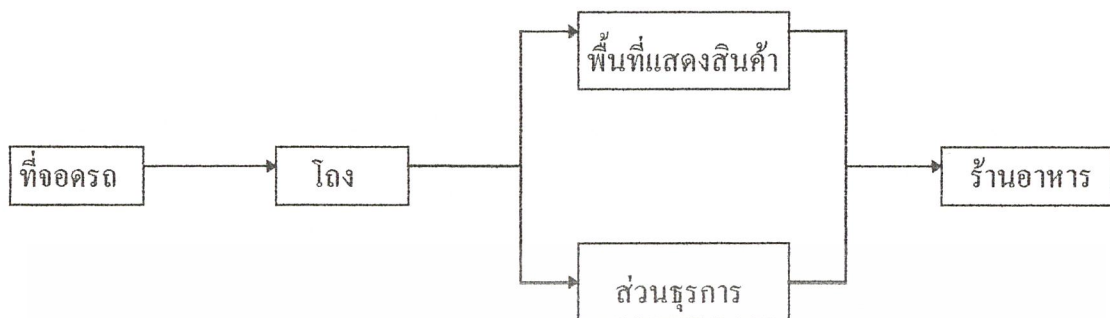 พื้นที่แสดงสินค้า
ที่จอดรถ
โถง
ร้านอาหาร
ส่วนธุรการ